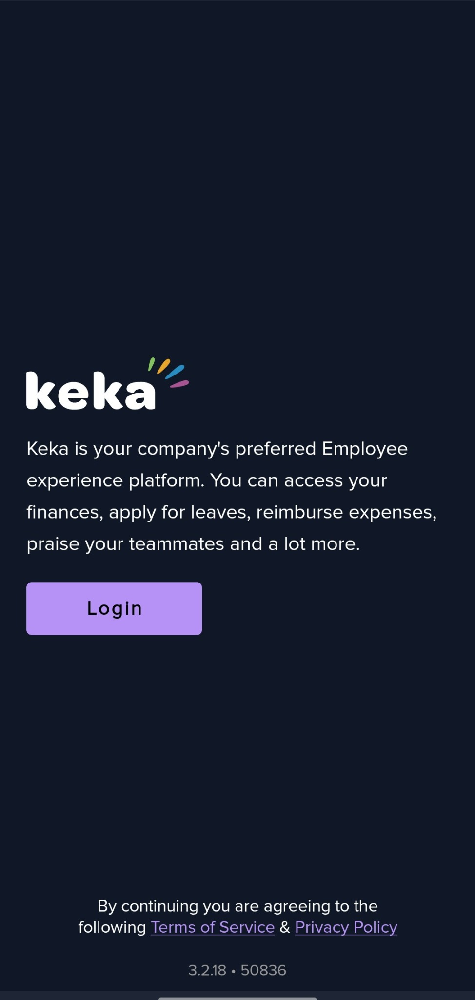 keka
Keka is your company's preferred Employee
experience platform. You can access your
finances, apply for leaves, reimburse expenses,
praise your teammates and a lot more.
Login
By continuing you are agreeing to the
following Terms of Service & Privacy Policy
3.2.18 • 50836